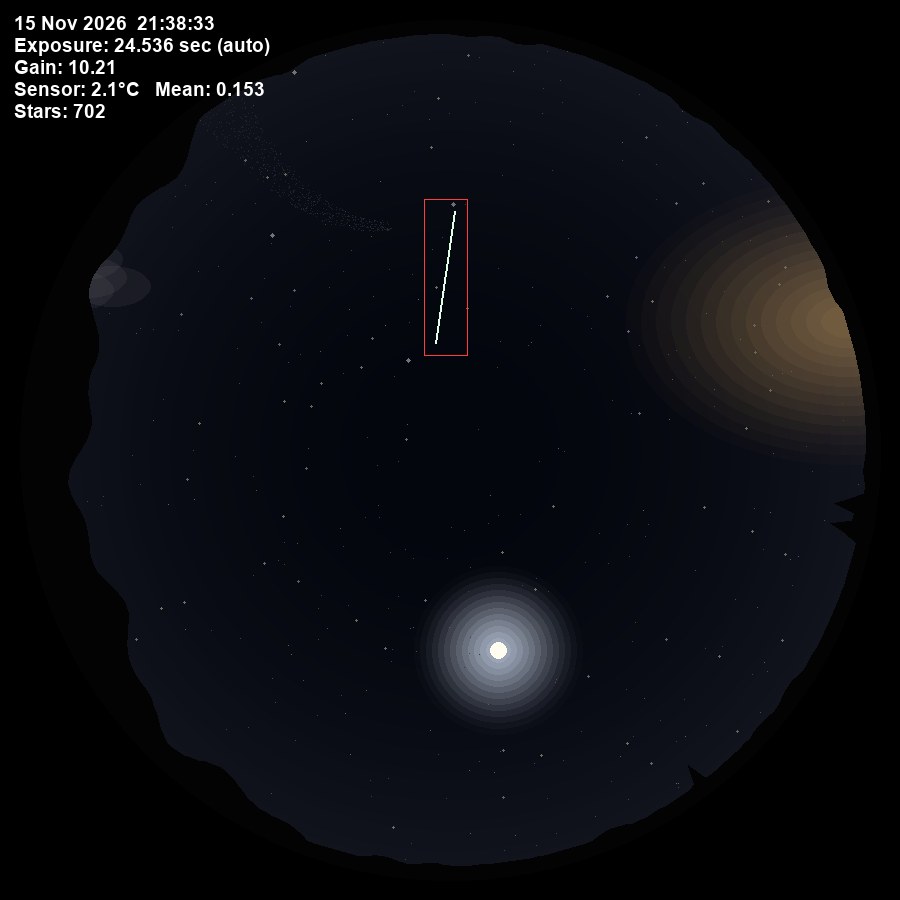 15 Nov 2026  21:38:33
Exposure: 24.536 sec (auto)
Gain: 10.21
Sensor: 2.1°C   Mean: 0.153
Stars: 702